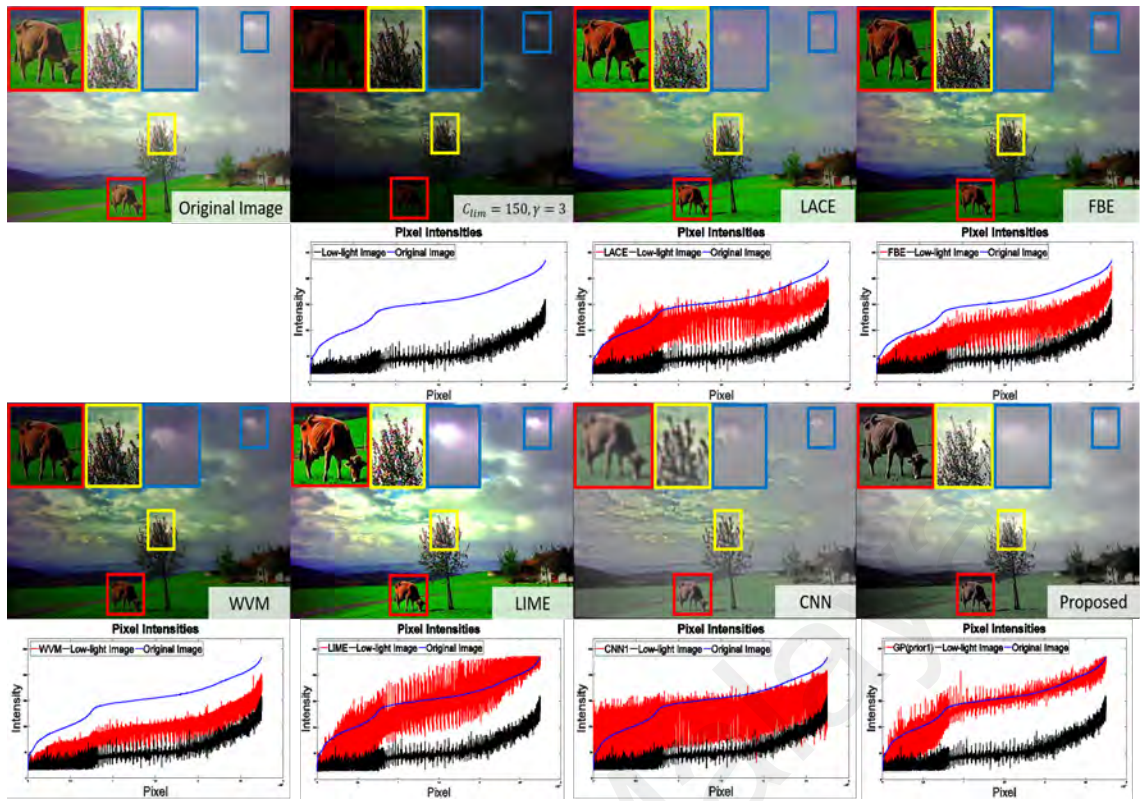 Original Image
C_lim = 150, γ = 3
LACE
FBE
Pixel Intensities
Low-light Image Original Image
Intensity
Pixel
Pixel Intensities
LACE Low-light Image Original Image
Intensity
Pixel
Pixel Intensities
FBE Low-light Image Original Image
Intensity
Pixel
WVM
LIME
CNN
Proposed
Pixel Intensities
WVM Low-light Image Original Image
Intensity
Pixel
Pixel Intensities
LIME Low-light Image Original Image
Intensity
Pixel
Pixel Intensities
CNN1 Low-light Image Original Image
Intensity
Pixel
Pixel Intensities
GP(prior1) Low-light Image Original Image
Intensity
Pixel